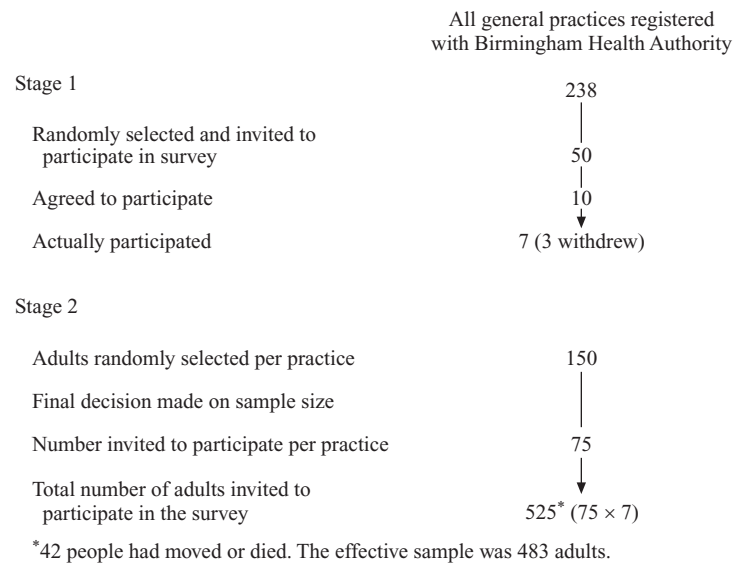 All general practices registered
with Birmingham Health Authority
Stage 1
238
Randomly selected and invited to
participate in survey
50
Agreed to participate
10
Actually participated
7 (3 withdrew)
Stage 2
Adults randomly selected per practice
150
Final decision made on sample size
Number invited to participate per practice
75
Total number of adults invited to
participate in the survey
525* (75 × 7)
*42 people had moved or died. The effective sample was 483 adults.